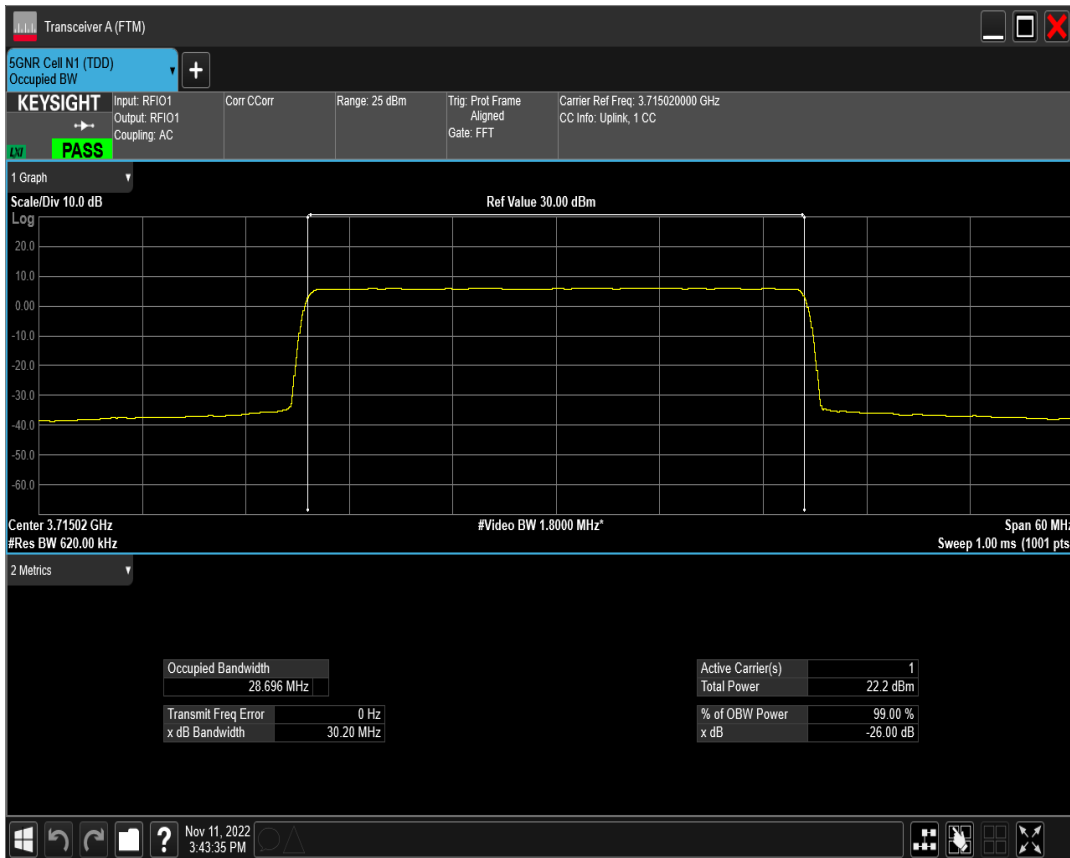 Transceiver A (FTM)
5GNR Cell N1 (TDD)
Occupied BW
+
KEYSIGHT
LXI
PASS
Input: RFIO1
Output: RFIO1
Coupling: AC
Corr CCorr
Range: 25 dBm
Trig: Prot Frame
Aligned
Gate: FFT
Carrier Ref Freq: 3.715020000 GHz
CC Info: Uplink, 1 CC
1 Graph
Scale/Div 10.0 dB
Ref Value 30.00 dBm
Log
20.0
10.0
0.00
-10.0
-20.0
-30.0
-40.0
-50.0
-60.0
Center 3.71502 GHz
#Video BW 1.8000 MHz*
Span 60 MHz
#Res BW 620.00 kHz
Sweep 1.00 ms (1001 pts
2 Metrics
Occupied Bandwidth
28.696 MHz
Transmit Freq Error 0 Hz
x dB Bandwidth 30.20 MHz
Active Carrier(s) 1
Total Power 22.2 dBm
% of OBW Power 99.00 %
x dB -26.00 dB
?
Nov 11, 2022
3:43:35 PM